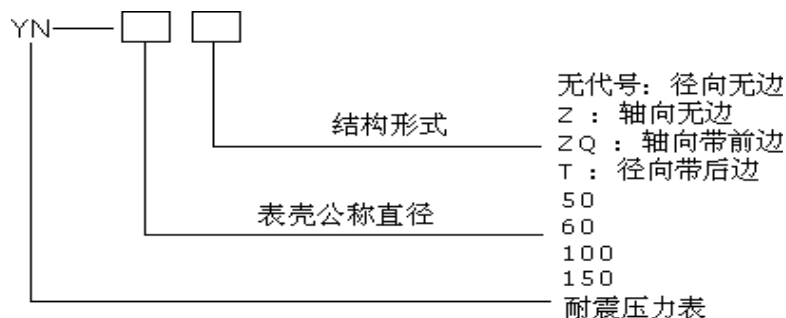 YN
无代号：径向无边
结构形式
Z ：轴向无边
ZQ ：轴向带前边
T ：径向带后边
50
表壳公称直径
60
100
150
耐震压力表